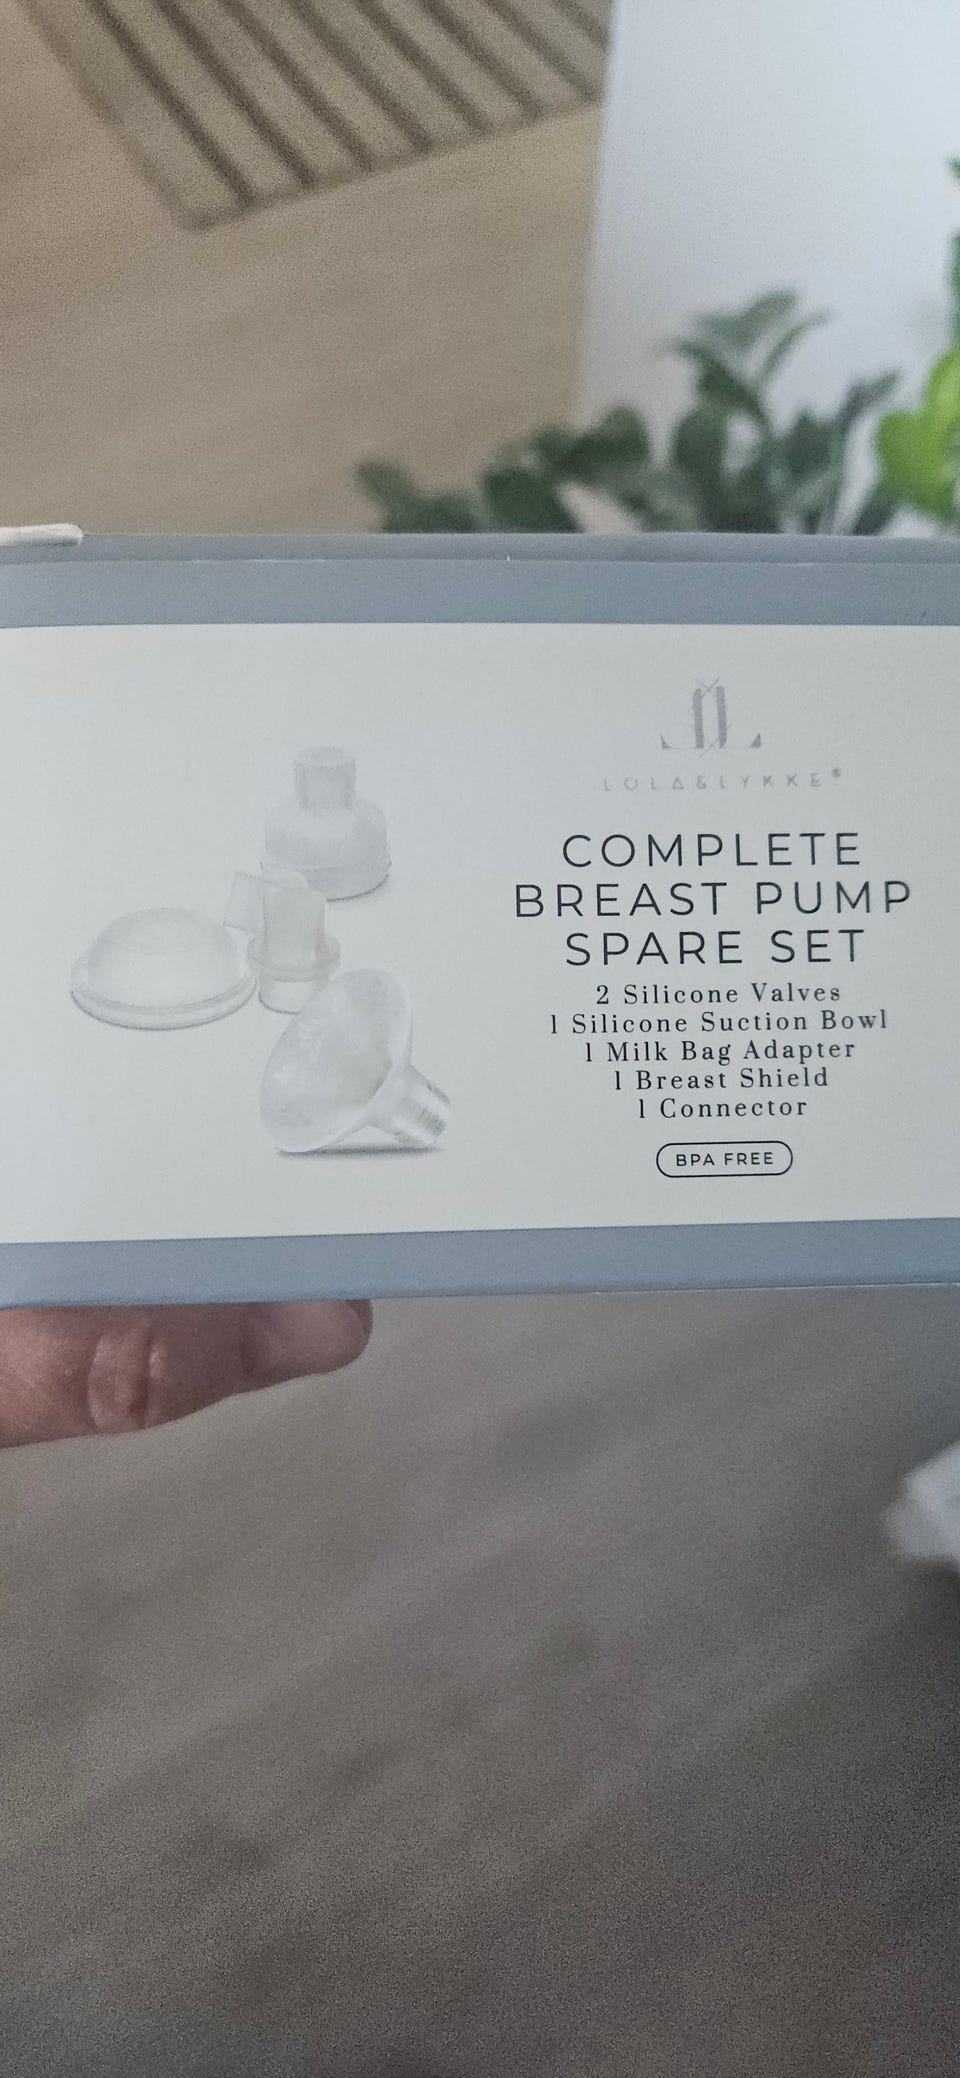 LOLA&LYKKE®
COMPLETE
BREAST PUMP
SPARE SET
2 Silicone Valves
1 Silicone Suction Bowl
1 Milk Bag Adapter
1 Breast Shield
1 Connector
BPA FREE